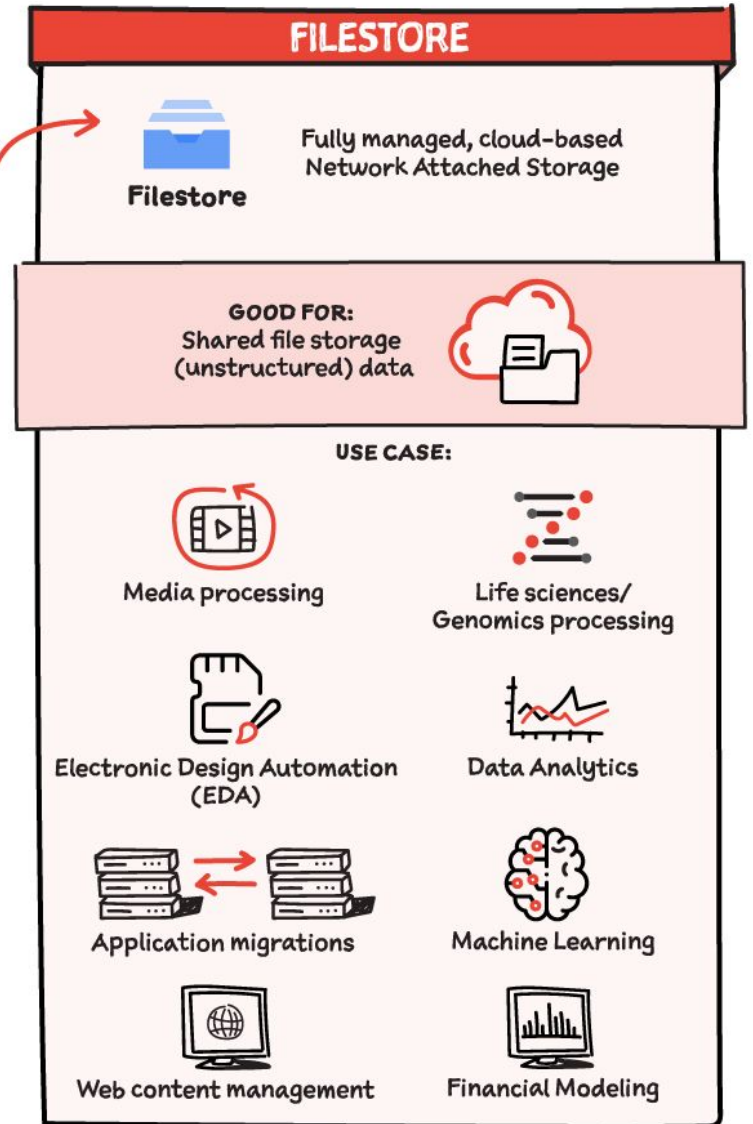 FILESTORE
Filestore
Fully managed, cloud-based
Network Attached Storage
GOOD FOR:
Shared file storage
(unstructured) data
USE CASE:
Media processing
Life sciences/
Genomics processing
Electronic Design Automation
(EDA)
Data Analytics
Application migrations
Machine Learning
Web content management
Financial Modeling